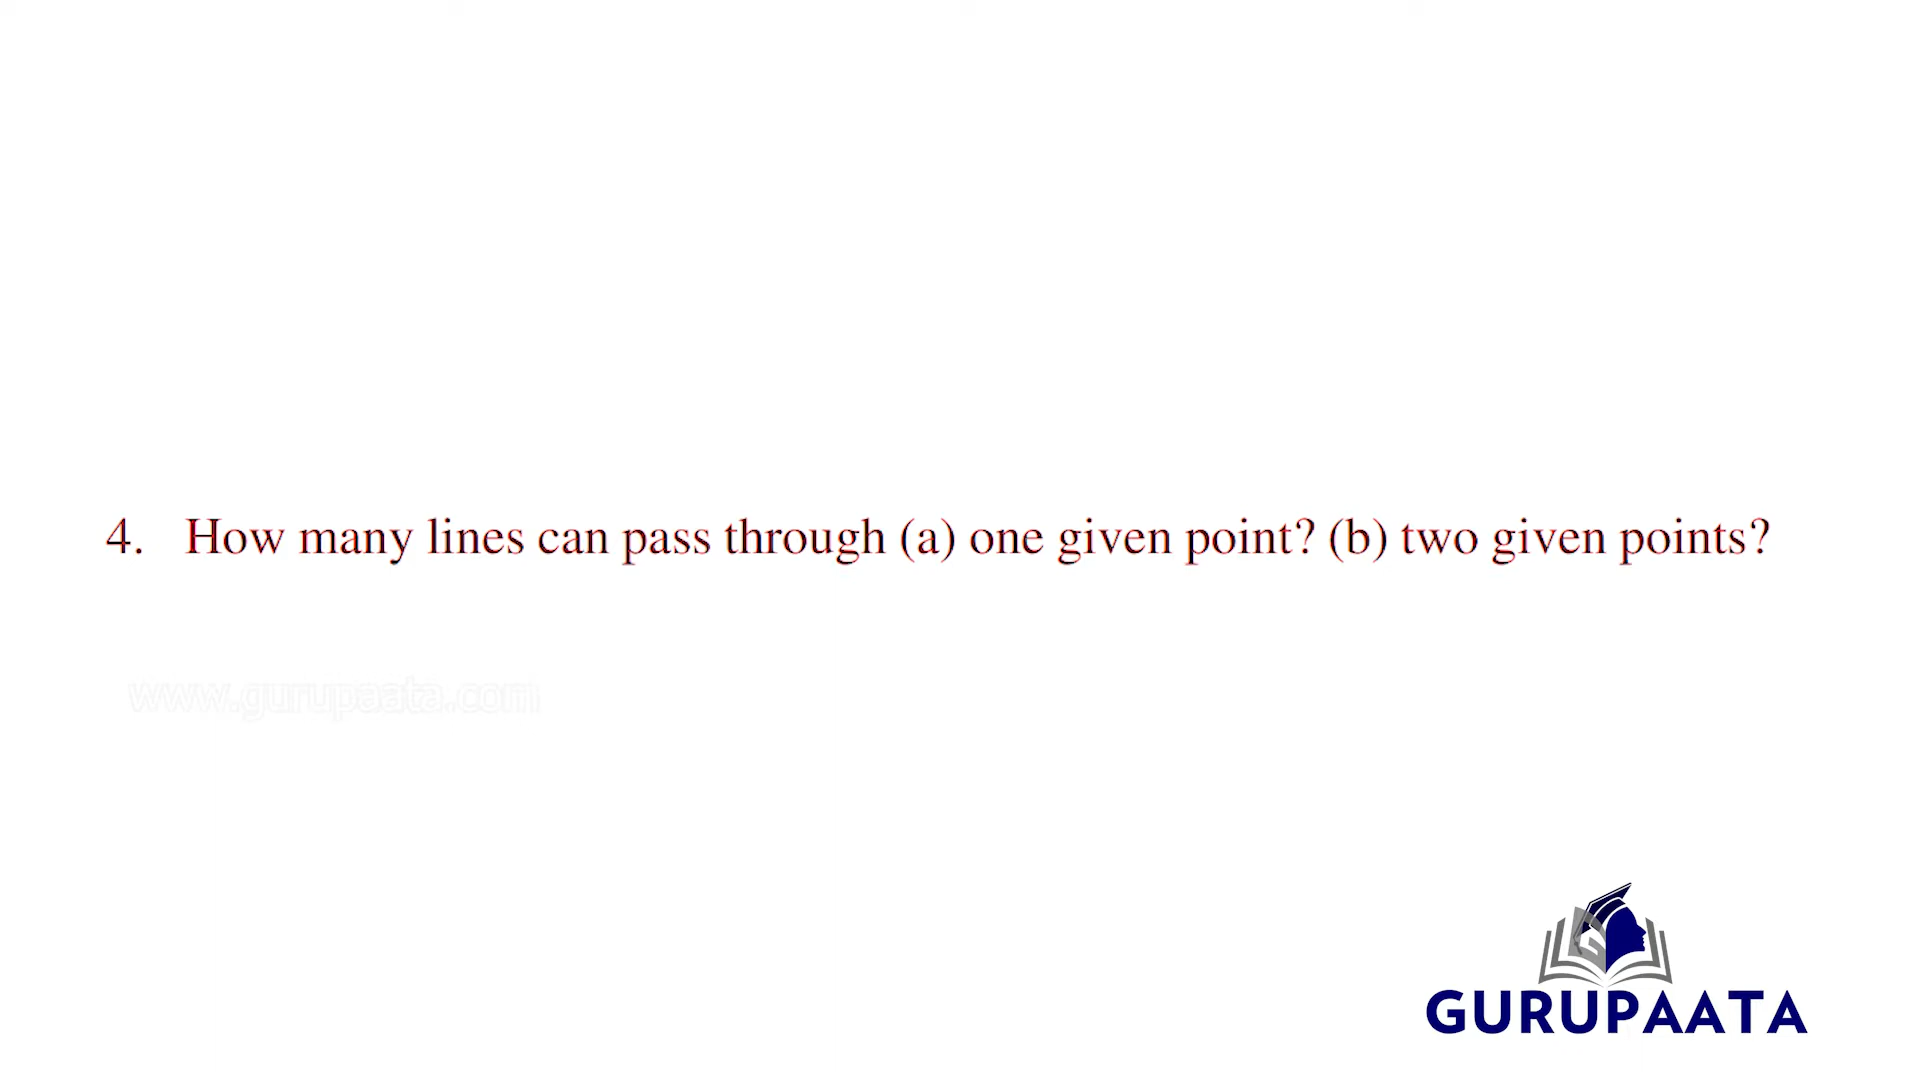 4. How many lines can pass through (a) one given point? (b) two given points?
www.gurupaata.com
GURUPAATA